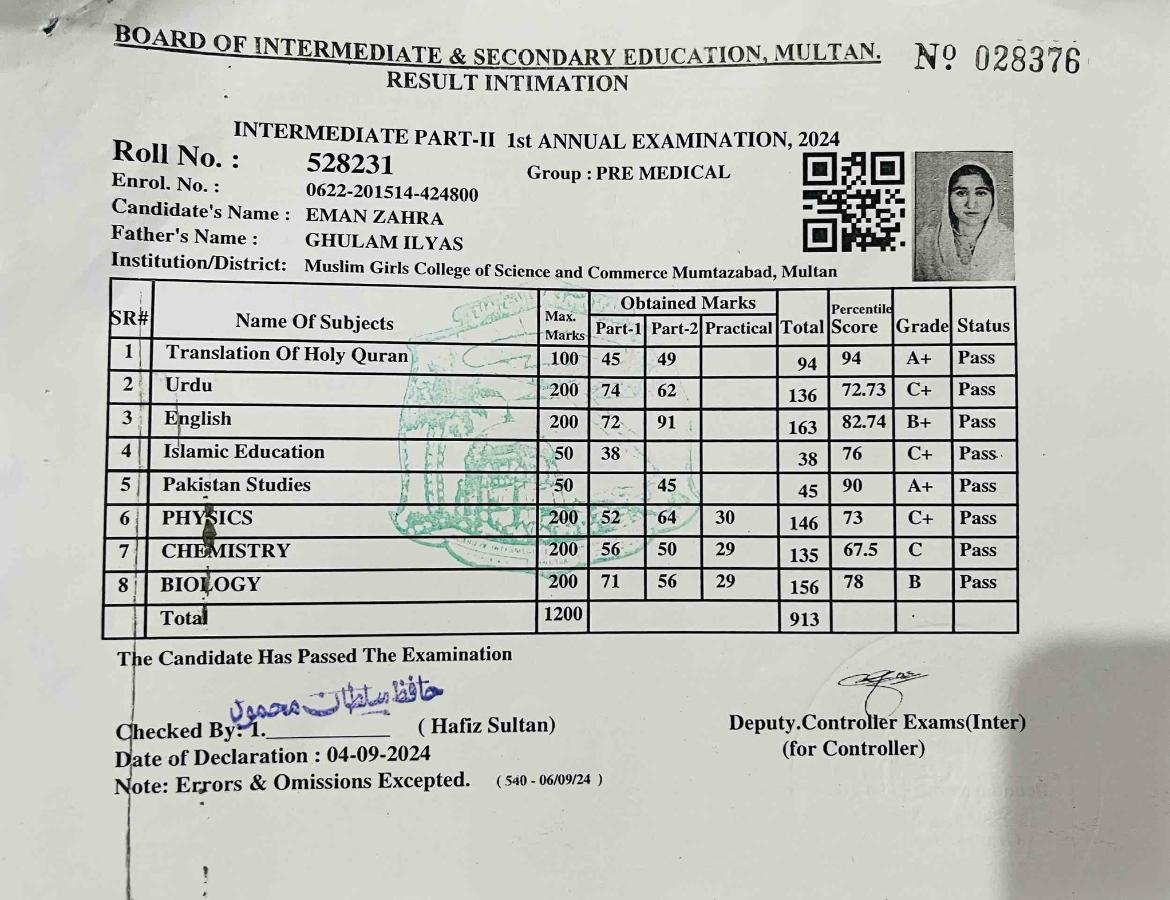 BOARD OF INTERMEDIATE & SECONDARY EDUCATION, MULTAN. Nº 028376
RESULT INTIMATION
INTERMEDIATE PART-II 1st ANNUAL EXAMINATION, 2024
Roll No. : 528231 Group : PRE MEDICAL
Enrol. No. : 0622-201514-424800
Candidate's Name : EMAN ZAHRA
Father's Name : GHULAM ILYAS
Institution/District: Muslim Girls College of Science and Commerce Mumtazabad, Multan
SR# Name Of Subjects Max. Marks Obtained Marks Part-1 Part-2 Practical Total Percentile Score Grade Status
1 Translation Of Holy Quran 100 45 49 94 94 A+ Pass
2 Urdu 200 74 62 136 72.73 C+ Pass
3 English 200 72 91 163 82.74 B+ Pass
4 Islamic Education 50 38 38 76 C+ Pass
5 Pakistan Studies 50 45 45 90 A+ Pass
6 PHYSICS 200 52 64 30 146 73 C+ Pass
7 CHEMISTRY 200 56 50 29 135 67.5 C Pass
8 BIOLOGY 200 71 56 29 156 78 B Pass
Total 1200 913
The Candidate Has Passed The Examination
حافظ سلطان محمود
Checked By: 1.__________ ( Hafiz Sultan)
Deputy.Controller Exams(Inter)
(for Controller)
Date of Declaration : 04-09-2024
Note: Errors & Omissions Excepted. ( 540 - 06/09/24 )